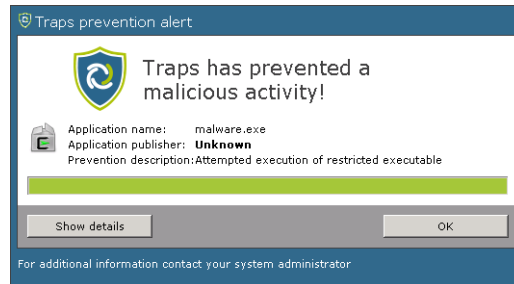 Traps prevention alert
Traps has prevented a
malicious activity!
Application name: malware.exe
Application publisher: Unknown
Prevention description:Attempted execution of restricted executable
Show details OK
For additional information contact your system administrator